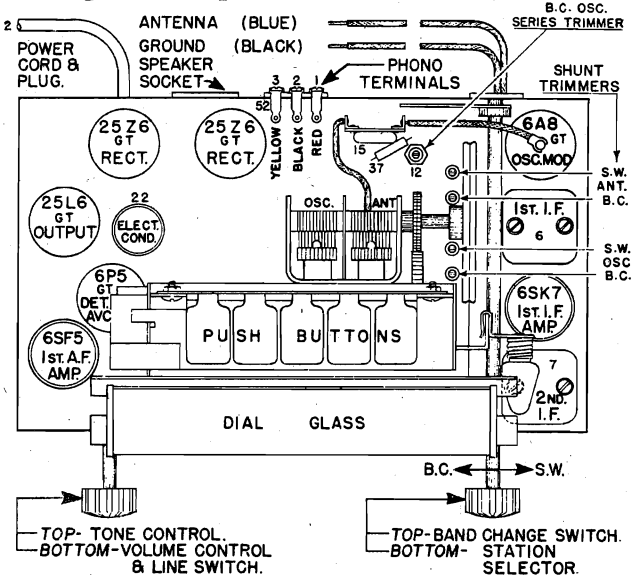 B.C. OSC.
SERIES TRIMMER
2
ANTENNA (BLUE)
GROUND (BLACK)
SPEAKER
SOCKET
POWER
CORD &
PLUG.
PHONO
TERMINALS
SHUNT
TRIMMERS
3 2 1
52
YELLOW
BLACK
RED
25Z6
GT
RECT.
25Z6
GT
RECT.
15
37
12
6A8
GT
OSC.MOD
S.W.
ANT.
B.C.
S.W.
OSC
B.C.
25L6
GT
OUTPUT
22
ELECT.
COND.
OSC.
ANT
1ST. I.F.
6
6P5
GT
DET.
AVC
6SK7
1ST. I.F.
AMP.
6SF5
1ST. A.F.
AMP.
PUSH BUTTONS
7
2ND.
I.F.
DIAL GLASS
B.C. S.W.
TOP- TONE CONTROL.
BOTTOM-VOLUME CONTROL
& LINE SWITCH.
TOP-BAND CHANGE SWITCH.
BOTTOM- STATION
SELECTOR.